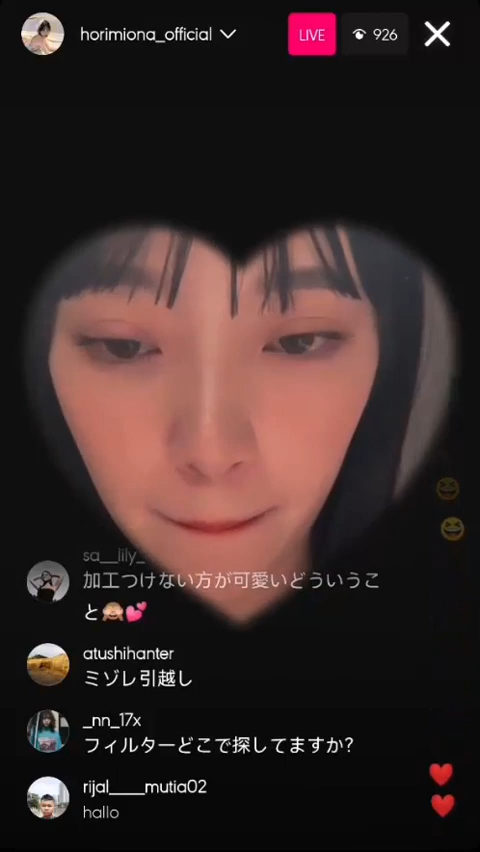 horimiona_official
LIVE
926
sa__lily_
加工つけない方が可愛いどういうこ
と🙈💕
atushihanter
ミゾレ引越し
_nn_17x
フィルターどこで探してますか?
rijal____mutia02
hallo